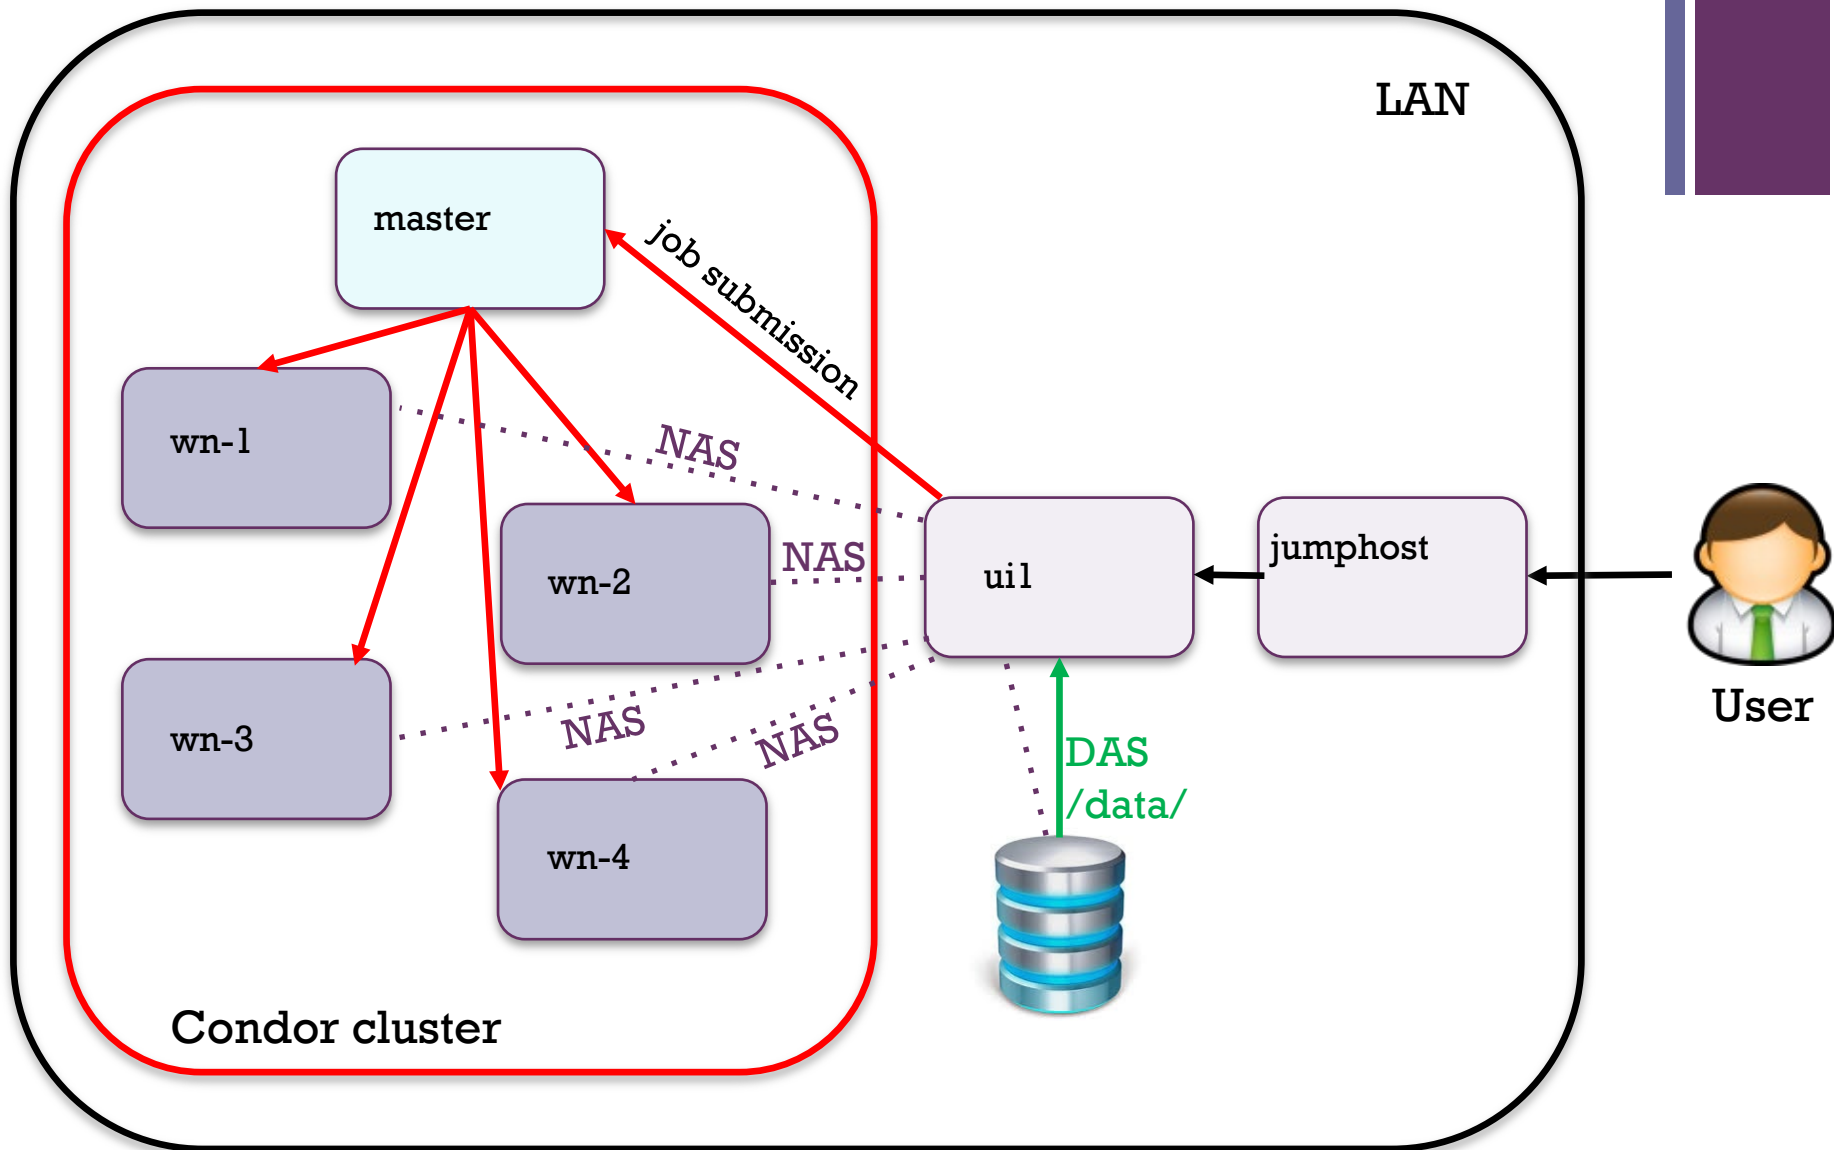 LAN
master
job submission
wn-1
NAS
NAS
wn-2
ui1
jumphost
User
wn-3
NAS
NAS
DAS
/data/
wn-4
Condor cluster